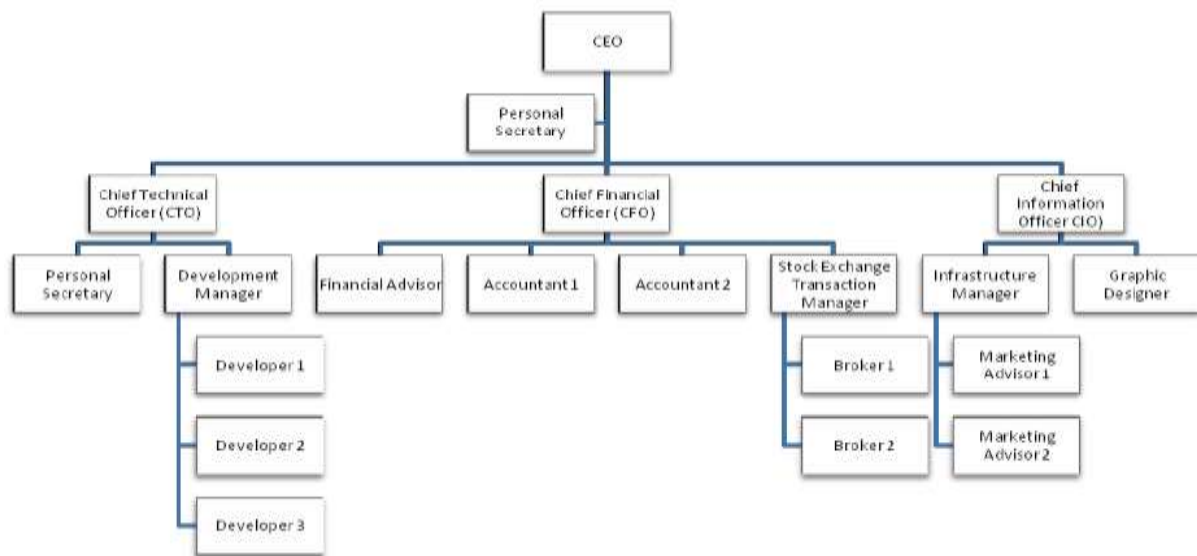 CEO
Personal
Secretary
Chief Technical
Officer (CTO)
Chief Financial
Officer (CFO)
Chief
Information
Officer CIO)
Personal
Secretary
Development
Manager
Financial Advisor
Accountant 1
Accountant 2
Stock Exchange
Transaction
Manager
Infrastructure
Manager
Graphic
Designer
Developer 1
Broker 1
Marketing
Advisor 1
Developer 2
Broker 2
Marketing
Advisor 2
Developer 3